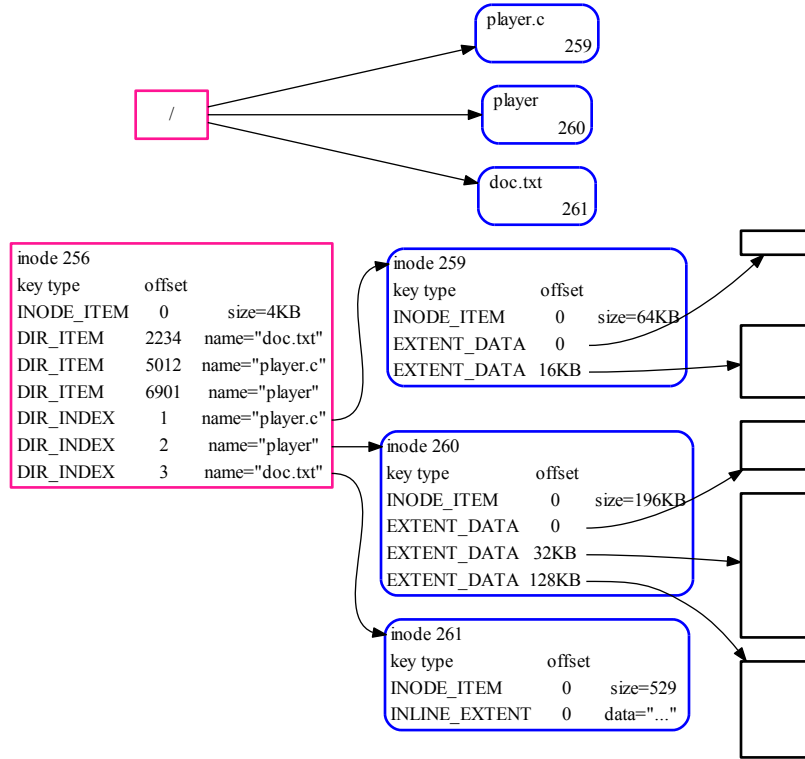 player.c
259
/
player
260
doc.txt
261
inode 256
key type offset
INODE_ITEM 0 size=4KB
DIR_ITEM 2234 name="doc.txt"
DIR_ITEM 5012 name="player.c"
DIR_ITEM 6901 name="player"
DIR_INDEX 1 name="player.c"
DIR_INDEX 2 name="player"
DIR_INDEX 3 name="doc.txt"
inode 259
key type offset
INODE_ITEM 0 size=64KB
EXTENT_DATA 0
EXTENT_DATA 16KB
inode 260
key type offset
INODE_ITEM 0 size=196KB
EXTENT_DATA 0
EXTENT_DATA 32KB
EXTENT_DATA 128KB
inode 261
key type offset
INODE_ITEM 0 size=529
INLINE_EXTENT 0 data="..."